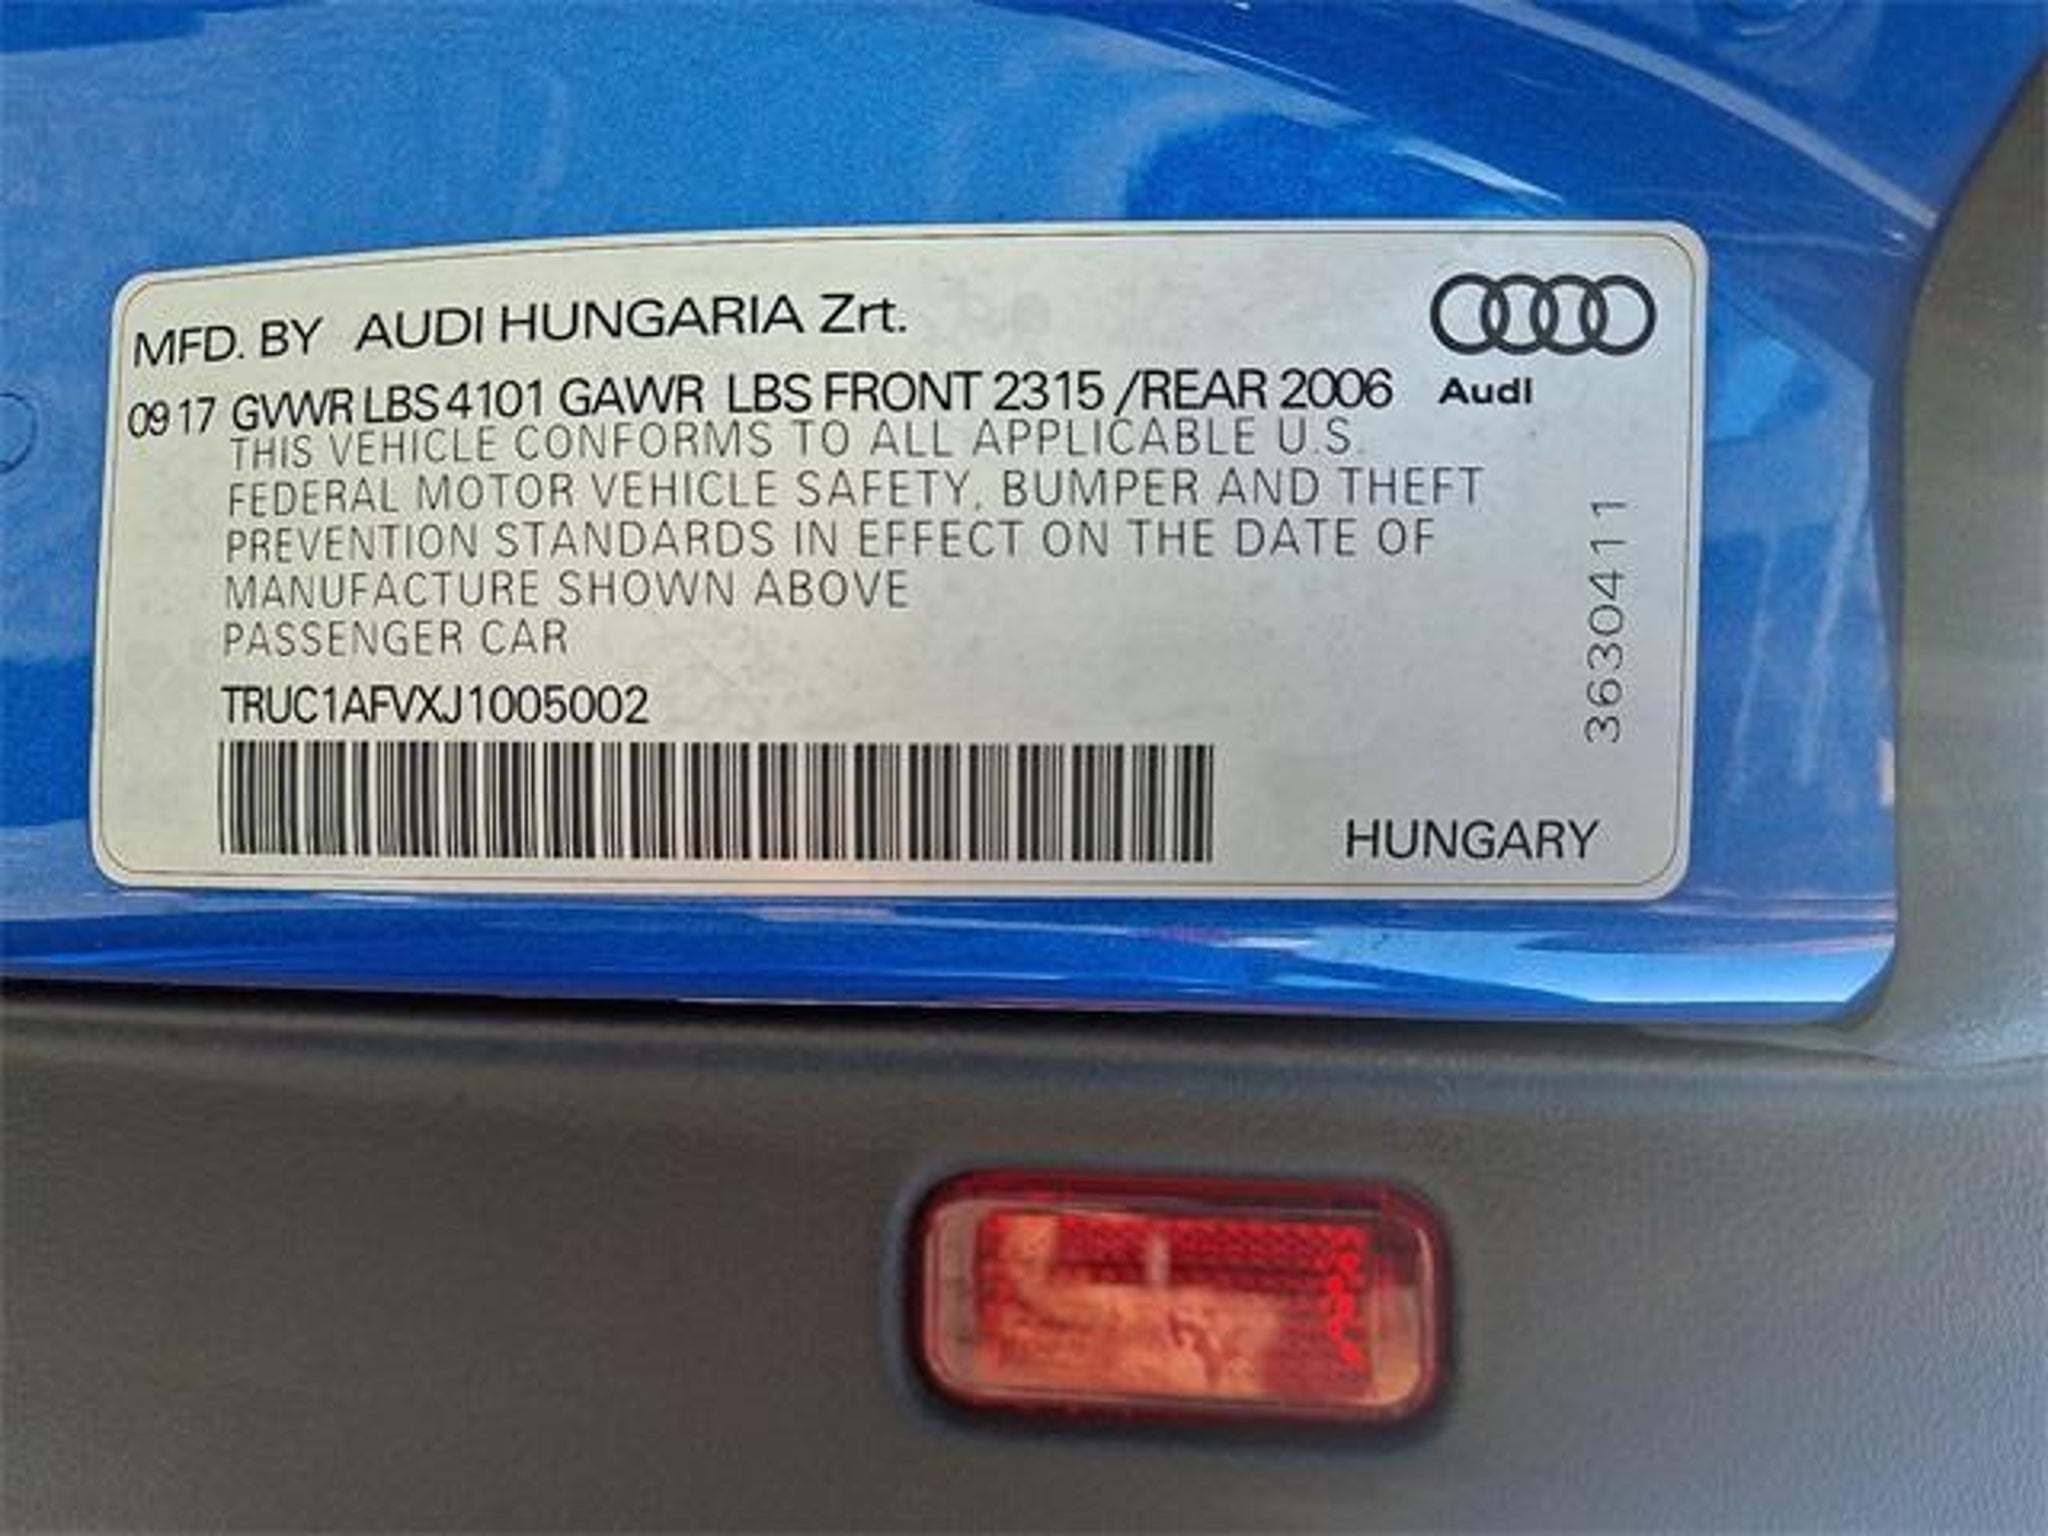 MFD. BY AUDI HUNGARIA Zrt.
09 17 GVWR LBS 4101 GAWR LBS FRONT 2315 /REAR 2006
Audi
THIS VEHICLE CONFORMS TO ALL APPLICABLE U.S.
FEDERAL MOTOR VEHICLE SAFETY, BUMPER AND THEFT
PREVENTION STANDARDS IN EFFECT ON THE DATE OF
MANUFACTURE SHOWN ABOVE
PASSENGER CAR
TRUC1AFVXJ1005002
HUNGARY
3630411